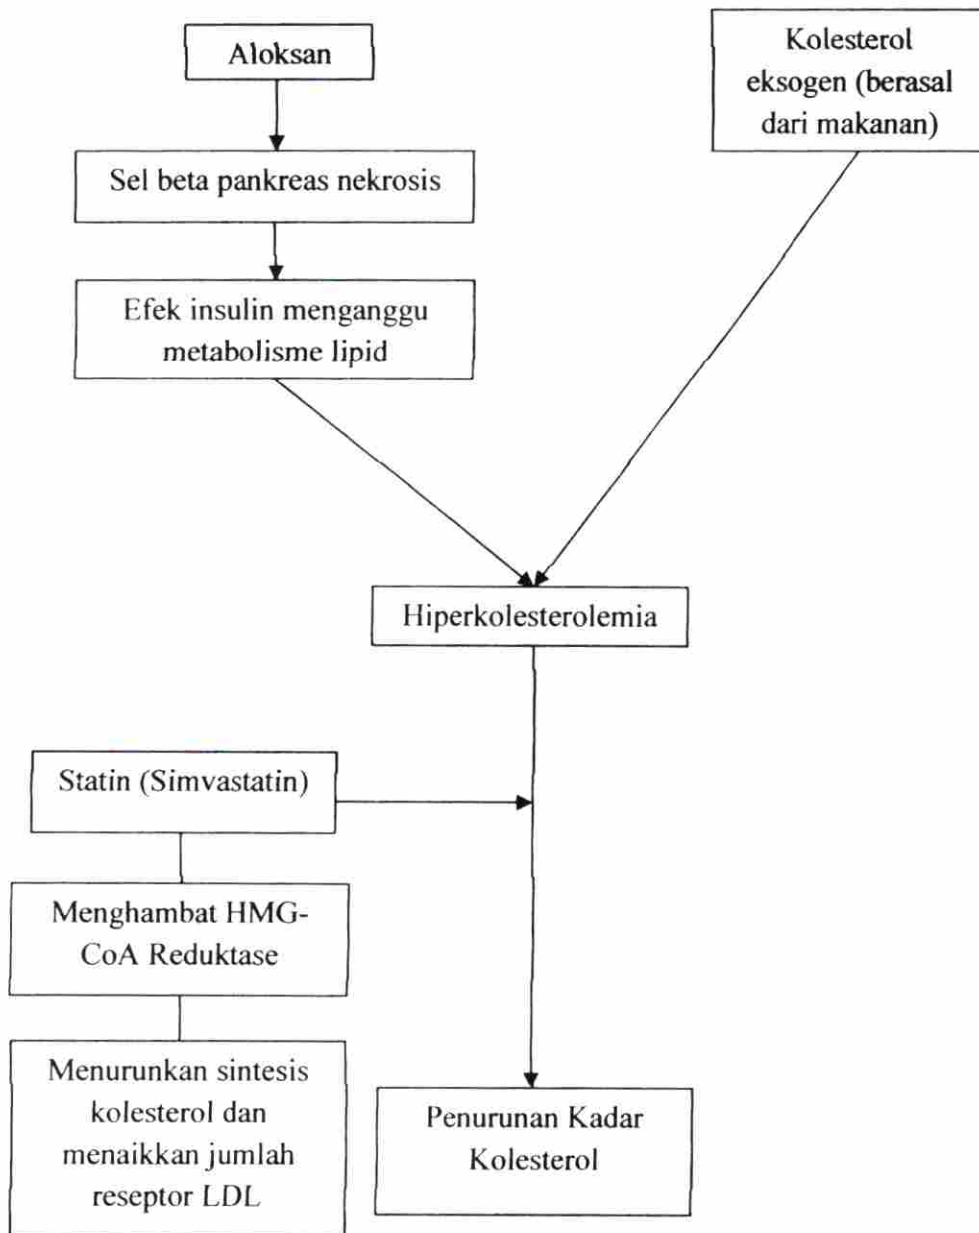 Aloksan
Kolesterol
eksogen (berasal
dari makanan)
Sel beta pankreas nekrosis
Efek insulin menganggu
metabolisme lipid
Hiperkolesterolemia
Statin (Simvastatin)
Menghambat HMG-
CoA Reduktase
Menurunkan sintesis
kolesterol dan
menaikkan jumlah
reseptor LDL
Penurunan Kadar
Kolesterol